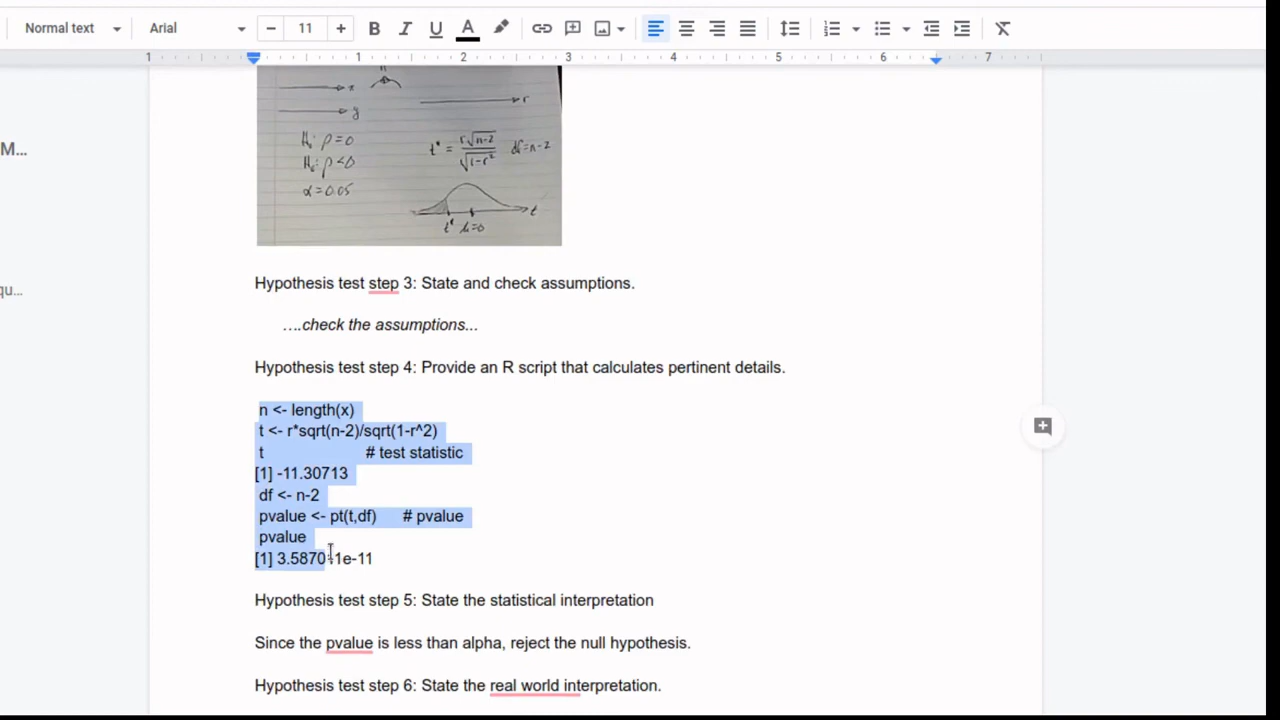 Normal text
Arial
11
B I U A
1 1 2 3 4 5 6 7
M...
x
r
y
H₀: ρ=0
Hₐ: ρ<0
α=0.05
t* = r√n-2 / √1-r² df=n-2
t
t* μ=0
qu...
Hypothesis test step 3: State and check assumptions.
….check the assumptions...
Hypothesis test step 4: Provide an R script that calculates pertinent details.
n <- length(x)
t <- r*sqrt(n-2)/sqrt(1-r^2)
t # test statistic
[1] -11.30713
df <- n-2
pvalue <- pt(t,df) # pvalue
pvalue
Hypothesis test step 5: State the statistical interpretation
Since the pvalue is less than alpha, reject the null hypothesis.
Hypothesis test step 6: State the real world interpretation.